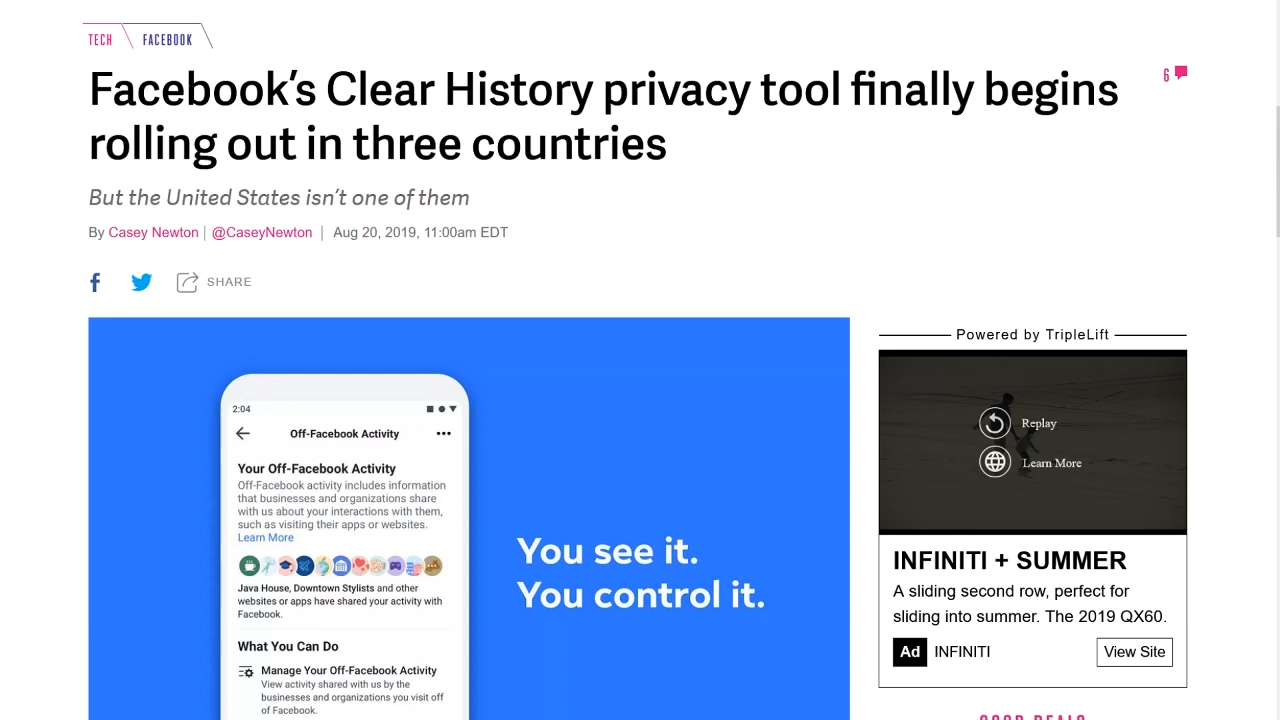 TECH
FACEBOOK
Facebook’s Clear History privacy tool finally begins
rolling out in three countries
6
But the United States isn’t one of them
By Casey Newton | @CaseyNewton | Aug 20, 2019, 11:00am EDT
SHARE
2:04
Off-Facebook Activity
Your Off-Facebook Activity
Off-Facebook activity includes information
that businesses and organizations share
with us about your interactions with them,
such as visiting their apps or websites.
Learn More
Java House, Downtown Stylists and other
websites or apps have shared your activity with
Facebook.
What You Can Do
Manage Your Off-Facebook Activity
View activity shared with us by the
businesses and organizations you visit off
of Facebook.
You see it.
You control it.
Powered by TripleLift
Replay
Learn More
INFINITI + SUMMER
A sliding second row, perfect for
sliding into summer. The 2019 QX60.
Ad INFINITI
View Site
GOOD DEALS